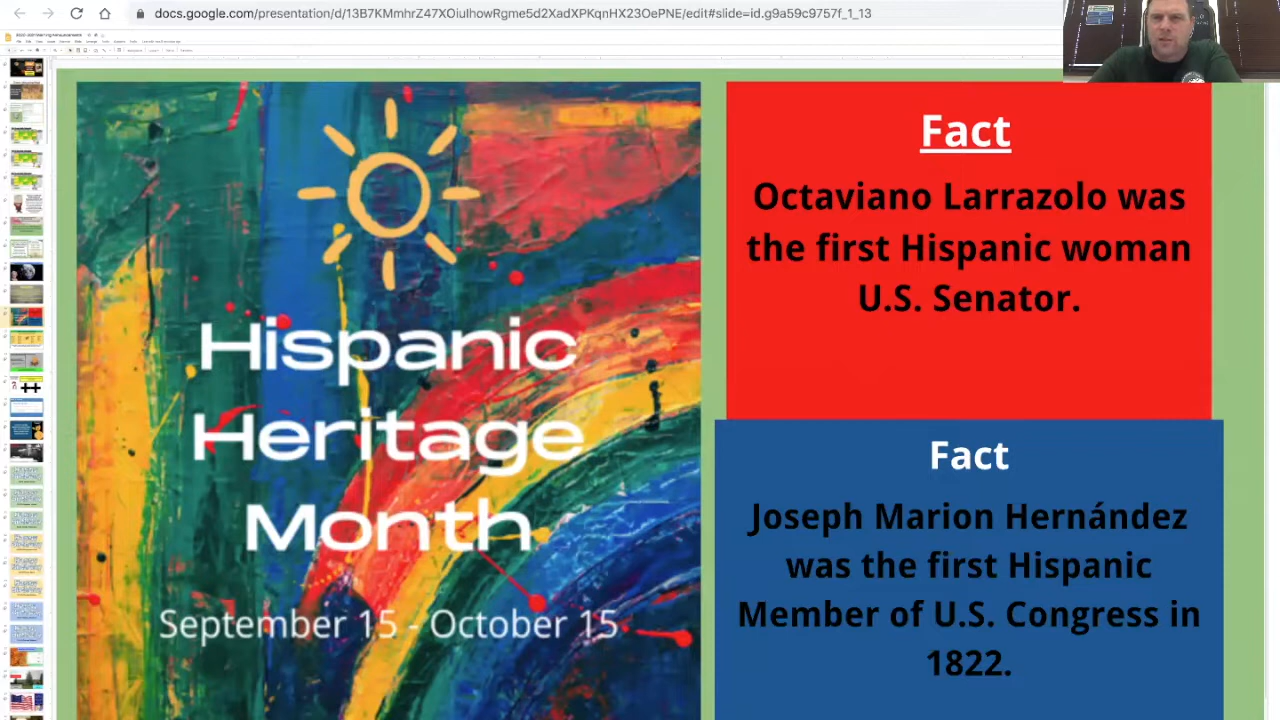 docs.google.com/presentation/d/13B7KMmhrZ47XOiulhowRgme5d2XadXPKqnHX23OePNE/edit#slide=id.g9a59c9757f_1_13
Hispanic
Heritage
Month
September 15 - October 15
Fact
Octaviano Larrazolo was
the first Hispanic woman
U.S. Senator.
Fact
Joseph Marion Hernández
was the first Hispanic
Member of U.S. Congress in
1822.